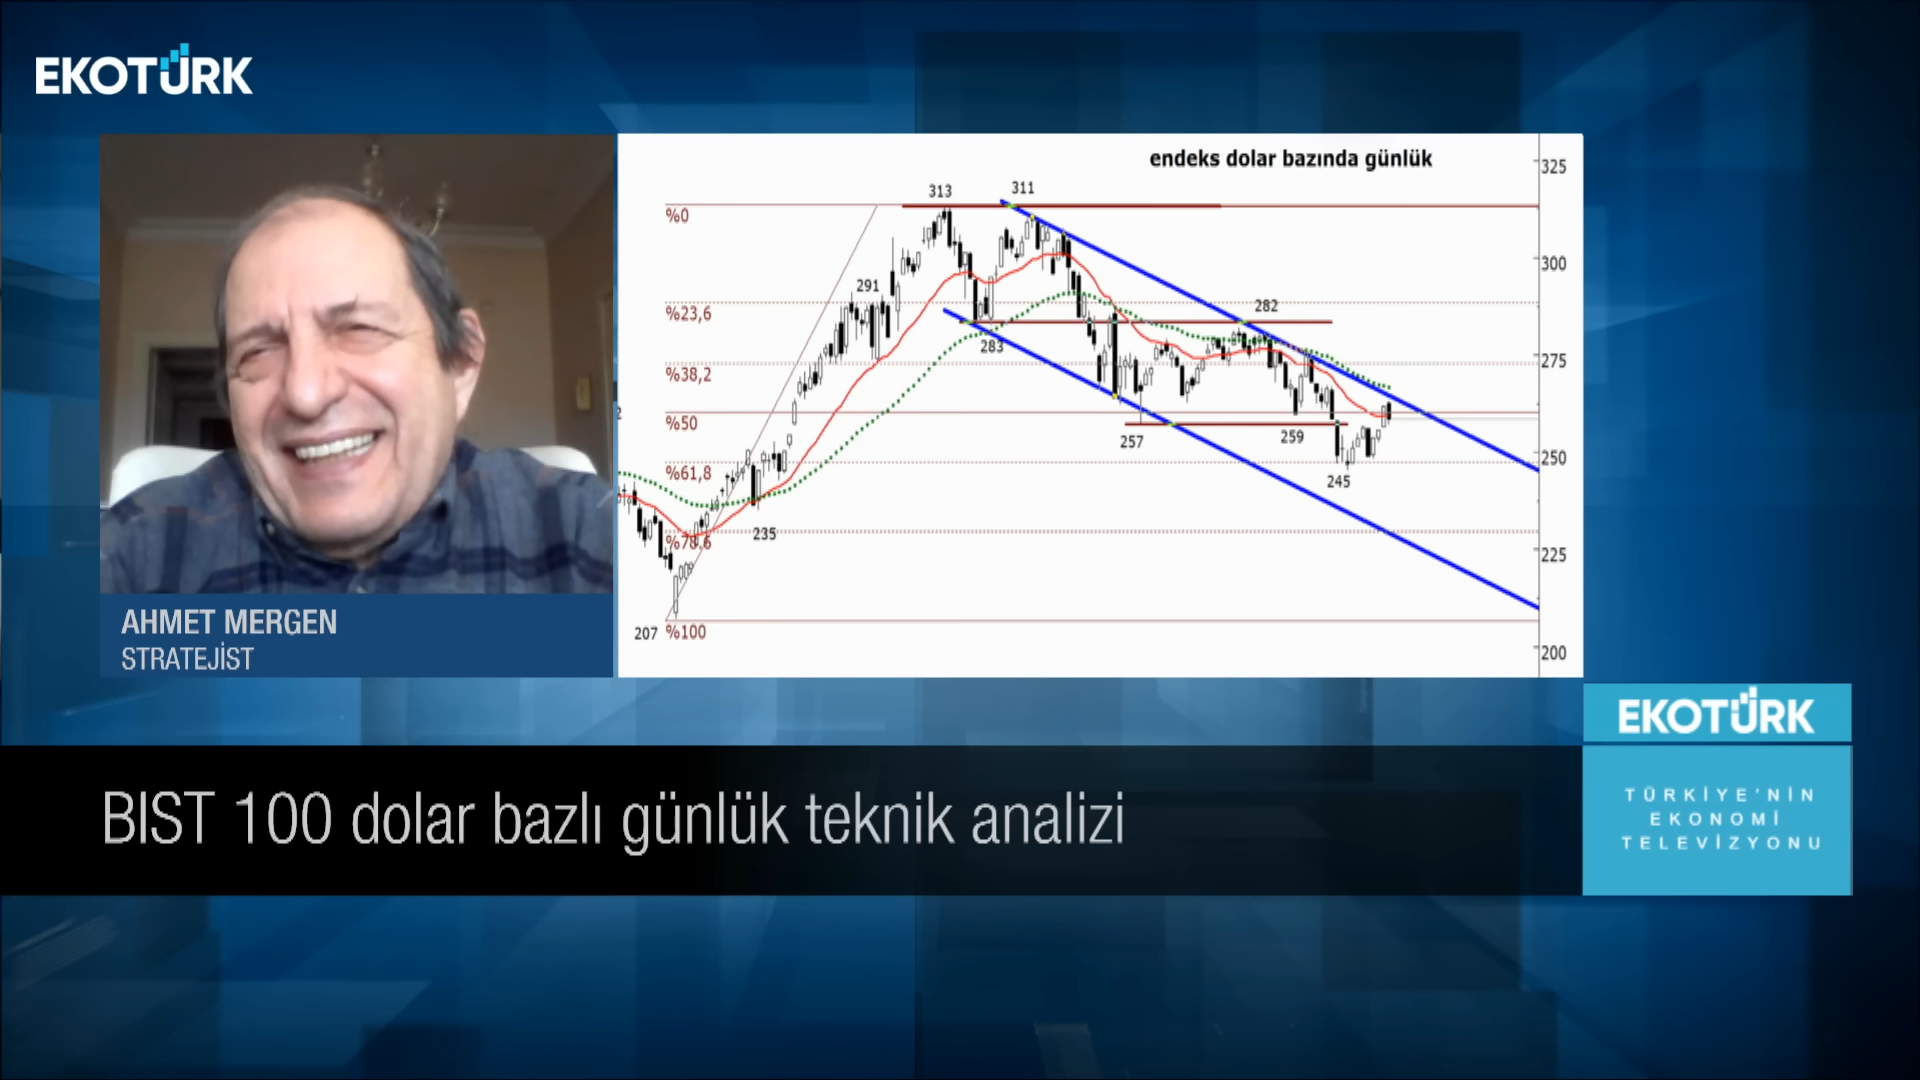 EKOTÜRK
endeks dolar bazında günlük
325
300
275
250
225
200
313
311
291
283
282
257
259
245
235
207
%0
%23,6
%38,2
%50
%61,8
%78,6
%100
AHMET MERGEN
STRATEJİST
EKOTÜRK
TÜRKİYE'NİN
EKONOMİ
TELEVİZYONU
BIST 100 dolar bazlı günlük teknik analizi